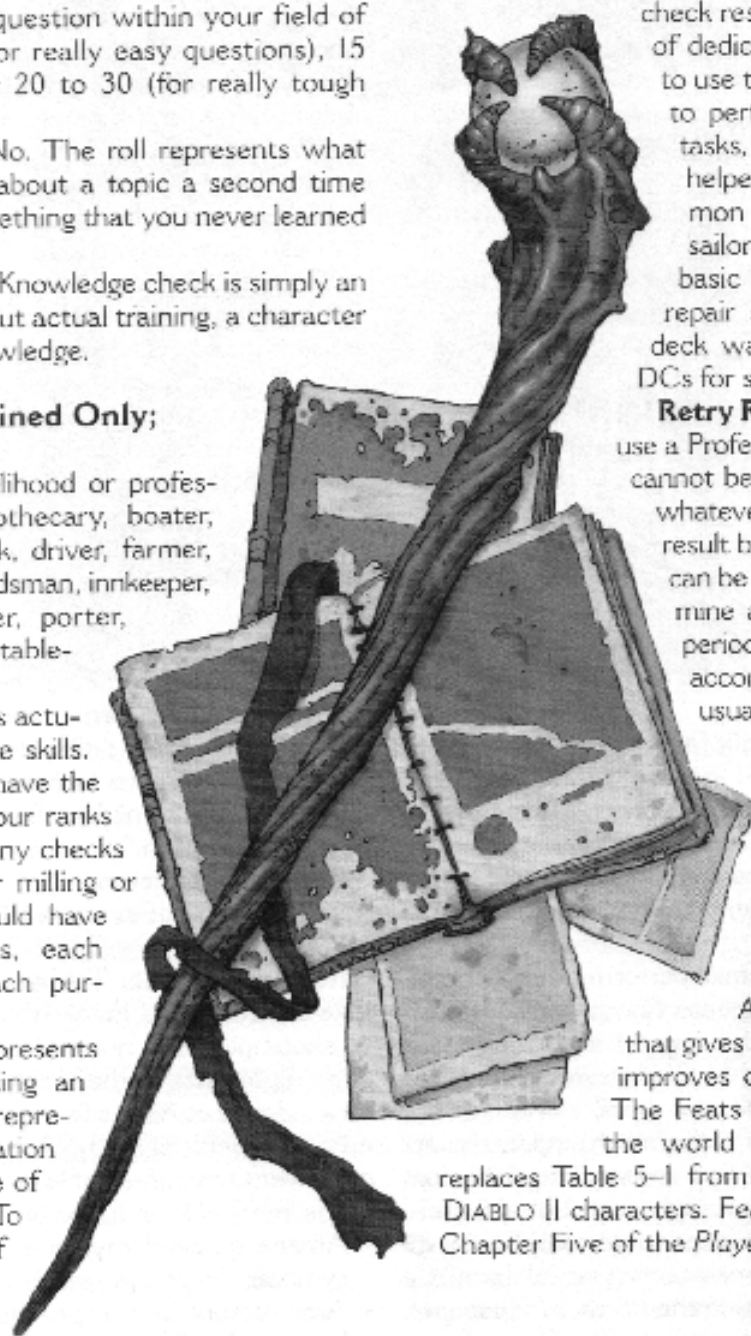 question within your field of
or really easy questions), 15
20 to 30 (for really tough
No. The roll represents what
about a topic a second time
ething that you never learned
Knowledge check is simply an
ut actual training, a character
wledge.
ined Only;
lihood or profes-
othecary, boater,
k, driver, farmer,
dsman, innkeeper,
er, porter,
table-
s actu-
e skills.
have the
our ranks
ny checks
r milling or
uld have
s, each
ach pur-
presents
ing an
repre-
ation
e of
To
f
check res
of dedic
to use t
to per
tasks,
helpe
mon
sailor
basic
repair
deck wa
DCs for s
Retry
use a Profe
cannot be
whateve
result b
can be
mine a
period
accor
usua
A
that gives
improves c
The Feats
the world
replaces Table 5–1 from
DIABLO II characters. Fea
Chapter Five of the Playe